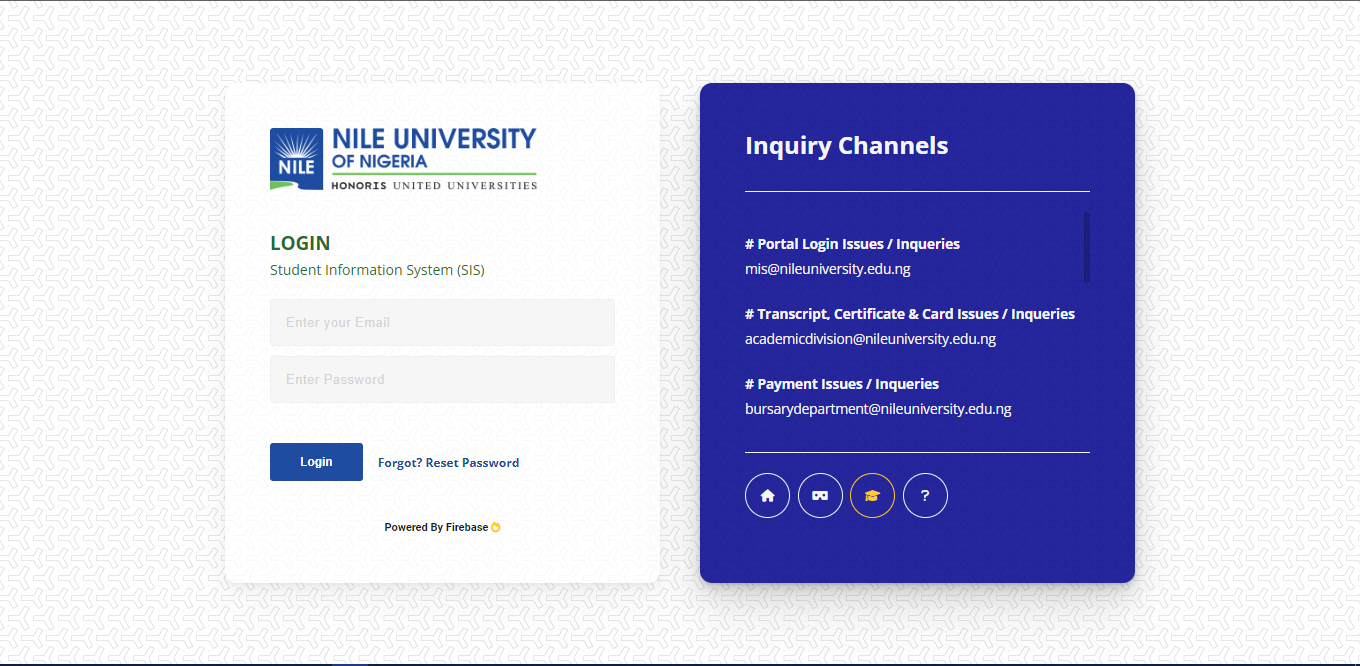 NILE
NILE UNIVERSITY
OF NIGERIA
HONORIS UNITED UNIVERSITIES
LOGIN
Student Information System (SIS)
Enter your Email
Enter Password
Login
Forgot? Reset Password
Powered By Firebase
Inquiry Channels
# Portal Login Issues / Inqueries
mis@nileuniversity.edu.ng
# Transcript, Certificate & Card Issues / Inqueries
academicdivision@nileuniversity.edu.ng
# Payment Issues / Inqueries
bursarydepartment@nileuniversity.edu.ng
?